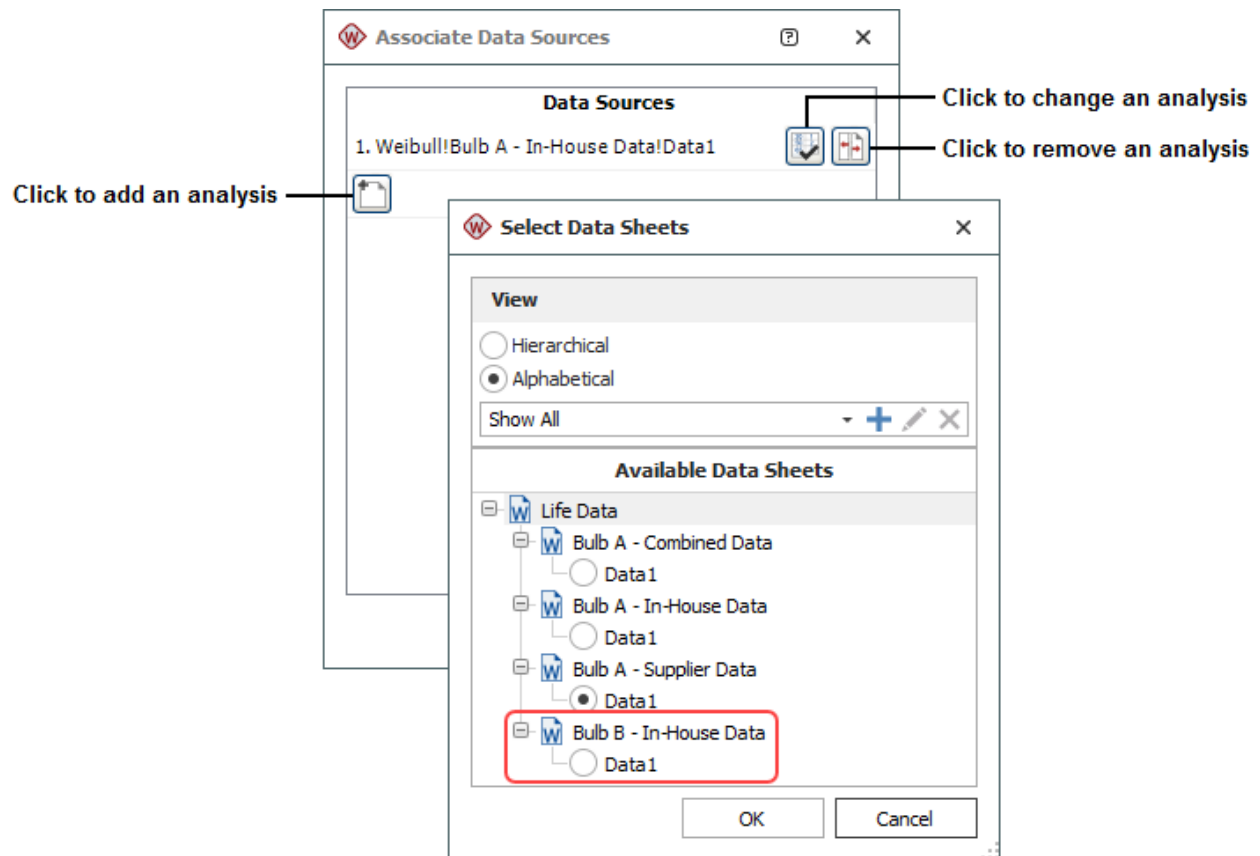 Associate Data Sources
Data Sources
Click to change an analysis
1. Weibull!Bulb A - In-House Data!Data1
Click to remove an analysis
Click to add an analysis
Select Data Sheets
View
Hierarchical
Alphabetical
Show All
Available Data Sheets
Life Data
Bulb A - Combined Data
Data1
Bulb A - In-House Data
Data1
Bulb A - Supplier Data
Data1
Bulb B - In-House Data
Data1
OK Cancel